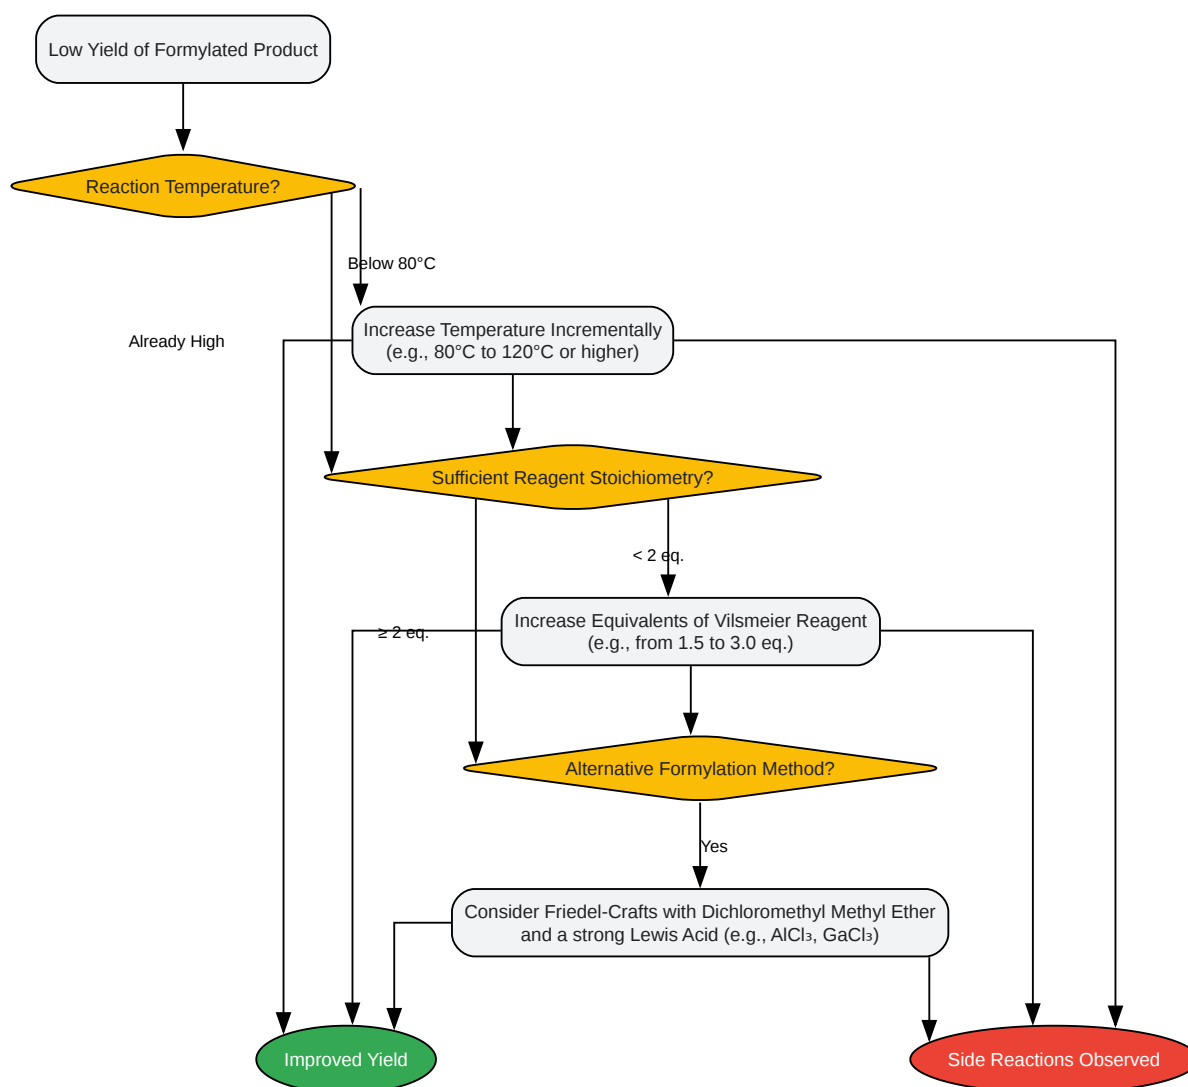 Low Yield of Formylated Product
Reaction Temperature?
Below 80°C
Already High
Increase Temperature Incrementally
(e.g., 80°C to 120°C or higher)
Sufficient Reagent Stoichiometry?
< 2 eq.
≥ 2 eq.
Increase Equivalents of Vilsmeier Reagent
(e.g., from 1.5 to 3.0 eq.)
Alternative Formylation Method?
Yes
Consider Friedel-Crafts with Dichloromethyl Methyl Ether
and a strong Lewis Acid (e.g., AlCl₃, GaCl₃)
Improved Yield
Side Reactions Observed